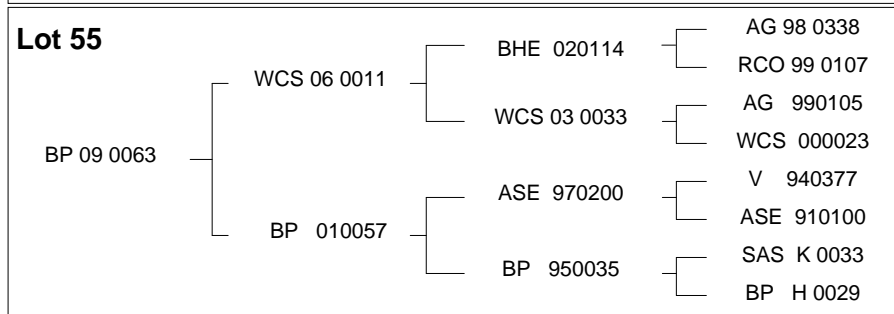 Lot 55
BP 09 0063
WCS 06 0011
BP 010057
BHE 020114
WCS 03 0033
ASE 970200
BP 950035
AG 98 0338
RCO 99 0107
AG 990105
WCS 000023
V 940377
ASE 910100
SAS K 0033
BP H 0029